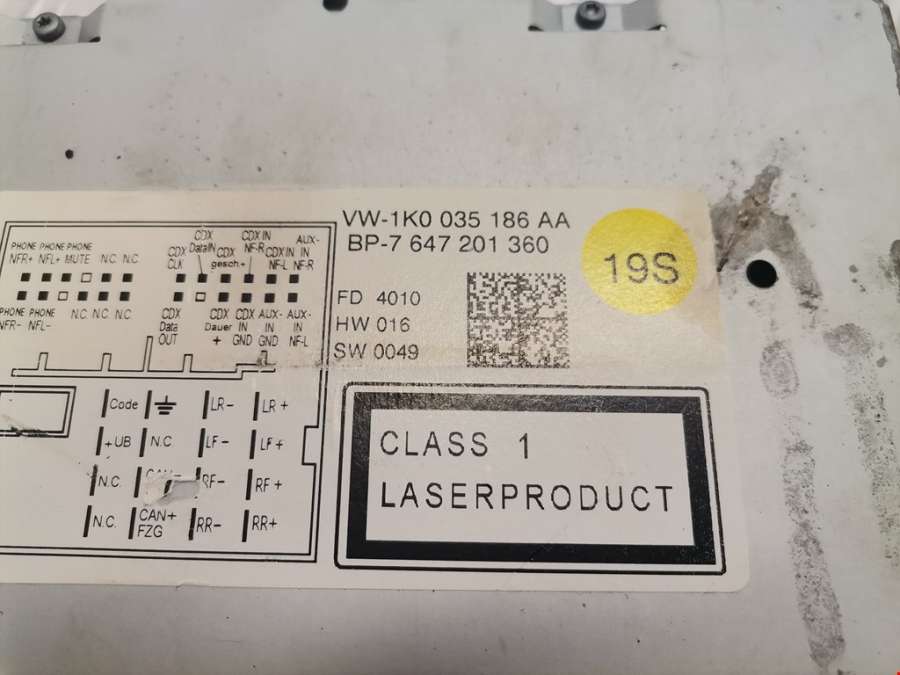 VW-1K0 035 186 AA
BP-7 647 201 360
19S
FD 4010
HW 016
SW 0049
PHONE PHONE PHONE
NFR+ NFL+ MUTE N.C. N.C.
PHONE PHONE
NFR- NFL- N.C. N.C. N.C.
CDX CLK
CDX DataIN
CDX gesch.+
CDX IN NF-R
CDX IN NF-L
AUX-IN NF-R
CDX Data OUT
CDX Dauer +
CDX IN GND
AUX-IN GND
AUX-IN NF-L
Code LR- LR+
+UB N.C LF- LF+
N.C. RF- RF+
N.C. CAN+ FZG RR- RR+
CLASS 1
LASERPRODUCT